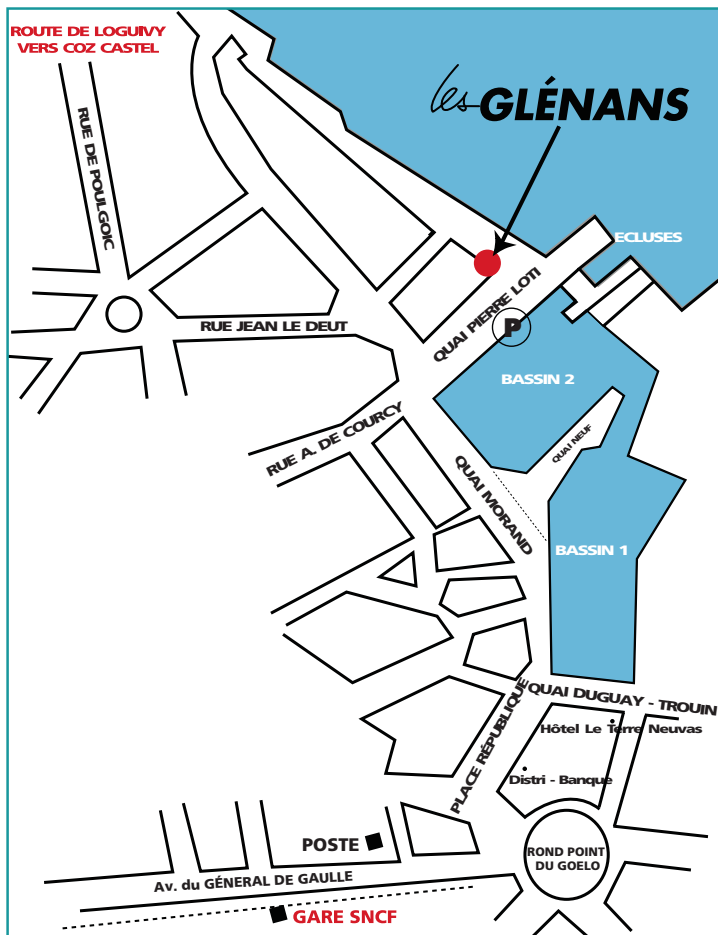 ROUTE DE LOGUIVY
VERS COZ CASTEL
les GLÉNANS
RUE DE POULGOIC
ECLUSES
QUAI PIERRE LOTI
P
RUE JEAN LE DEUT
BASSIN 2
RUE A. DE COURCY
QUAI NEUF
QUAI MORAND
BASSIN 1
QUAI DUGUAY - TROUIN
PLACE RÉPUBLIQUE
Hôtel Le Terre Neuvas
Distri - Banque
POSTE
ROND POINT
DU GOELO
Av. du GÉNERAL DE GAULLE
GARE SNCF